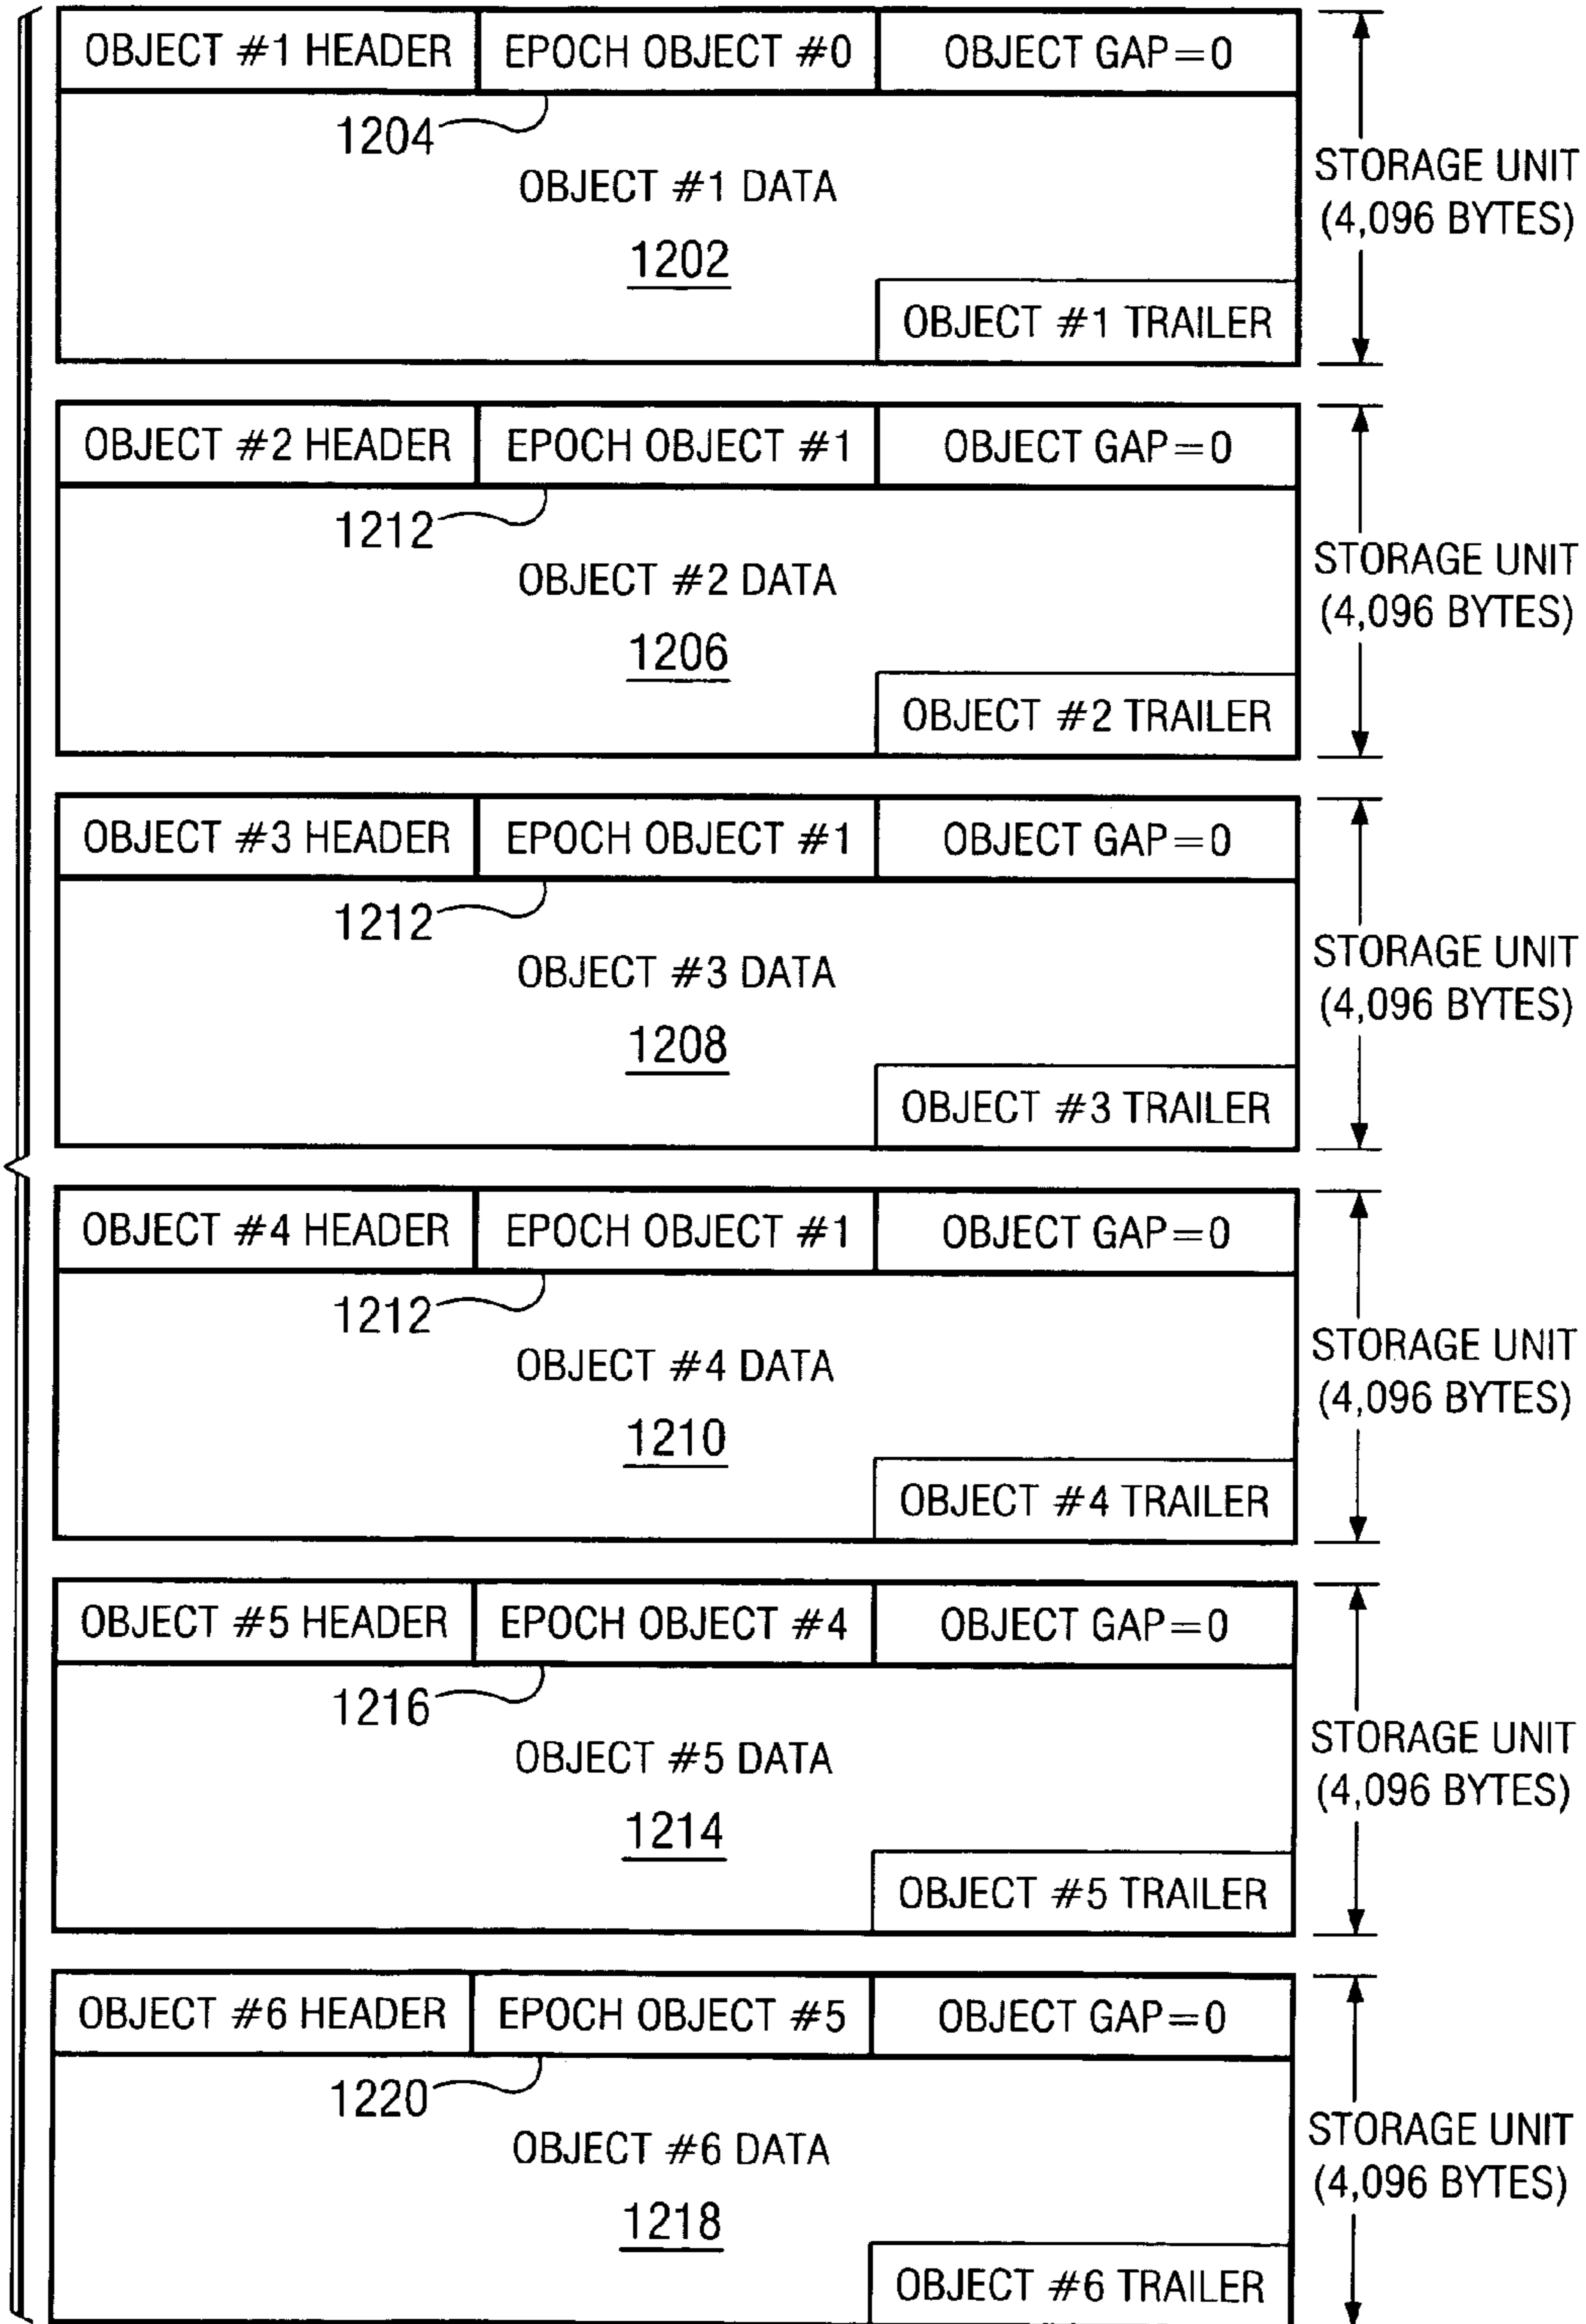 OBJECT #1 HEADER EPOCH OBJECT #0 OBJECT GAP=0
1204
OBJECT #1 DATA
1202
OBJECT #1 TRAILER
STORAGE UNIT
(4,096 BYTES)
OBJECT #2 HEADER EPOCH OBJECT #1 OBJECT GAP=0
1212
OBJECT #2 DATA
1206
OBJECT #2 TRAILER
STORAGE UNIT
(4,096 BYTES)
OBJECT #3 HEADER EPOCH OBJECT #1 OBJECT GAP=0
1212
OBJECT #3 DATA
1208
OBJECT #3 TRAILER
STORAGE UNIT
(4,096 BYTES)
OBJECT #4 HEADER EPOCH OBJECT #1 OBJECT GAP=0
1212
OBJECT #4 DATA
1210
OBJECT #4 TRAILER
STORAGE UNIT
(4,096 BYTES)
OBJECT #5 HEADER EPOCH OBJECT #4 OBJECT GAP=0
1216
OBJECT #5 DATA
1214
OBJECT #5 TRAILER
STORAGE UNIT
(4,096 BYTES)
OBJECT #6 HEADER EPOCH OBJECT #5 OBJECT GAP=0
1220
OBJECT #6 DATA
1218
OBJECT #6 TRAILER
STORAGE UNIT
(4,096 BYTES)